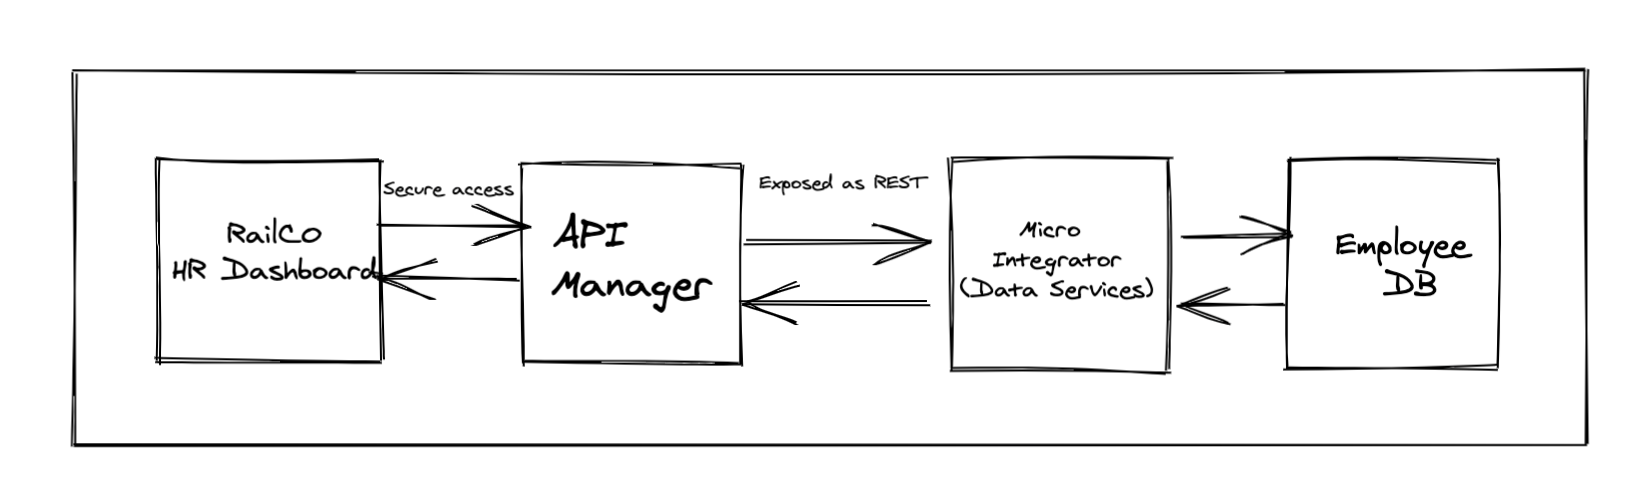 Secure access
Exposed as REST
RailCo
HR Dashboard
API
Manager
Micro
Integrator
(Data Services)
Employee
DB